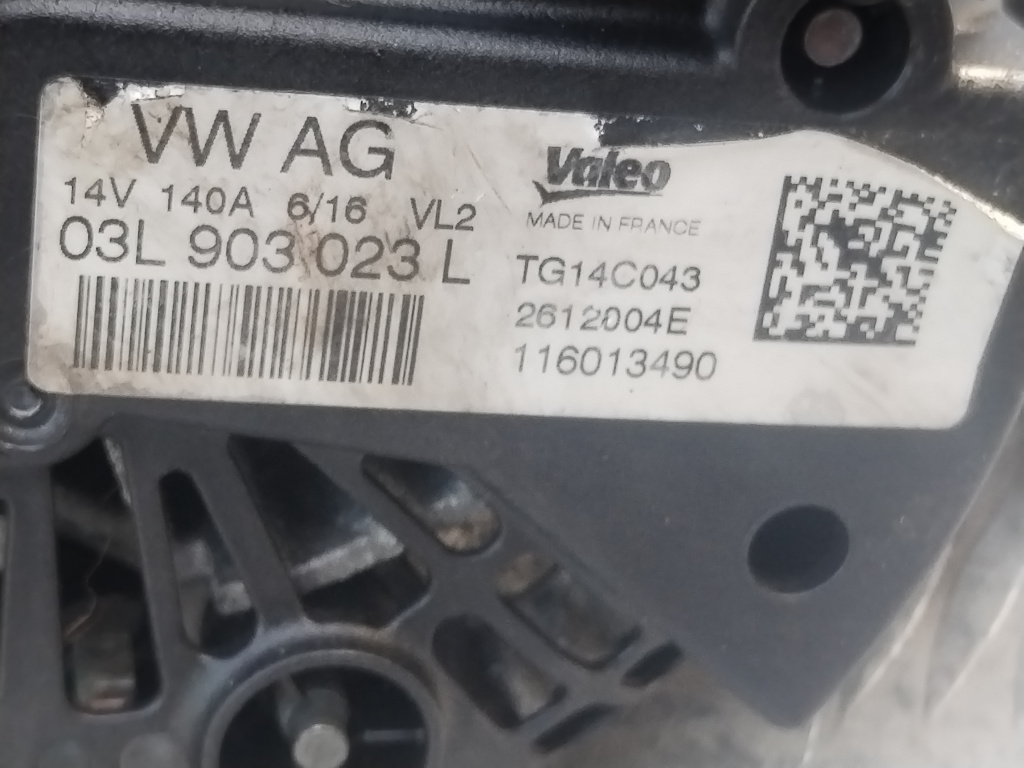 VW AG
14V 140A 6/16 VL2
03L 903 023 L
Valeo
MADE IN FRANCE
TG14C043
2612004E
116013490